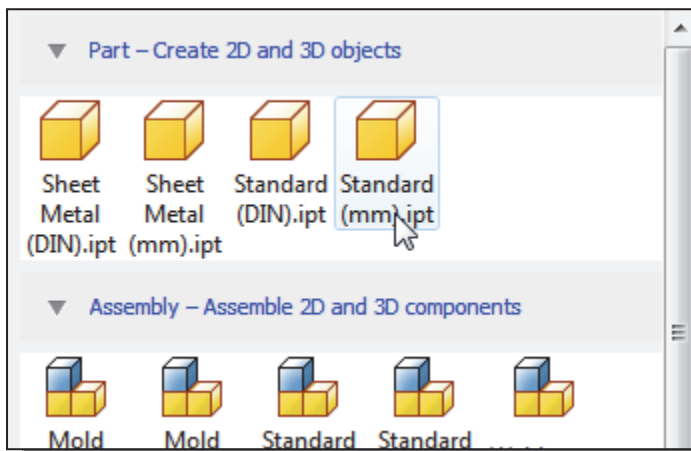 Part – Create 2D and 3D objects
Sheet Sheet Standard Standard
Metal Metal (DIN).ipt (mm).ipt
(DIN).ipt (mm).ipt
Assembly – Assemble 2D and 3D components
Mold Mold Standard Standard